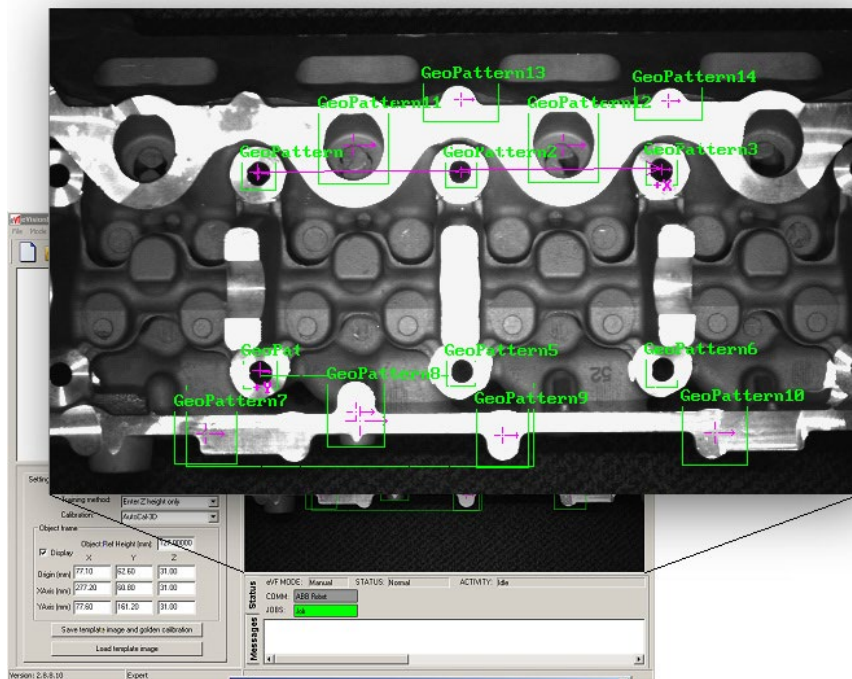 GeoPattern13
GeoPattern14
GeoPattern11
GeoPattern12
GeoPattern
GeoPattern2
GeoPattern3
+X
GeoPat
GeoPattern5
GeoPattern6
+Y
GeoPattern8
52
GeoPattern7
GeoPattern9
GeoPattern10
File Mode
Training method: Enter Z height only
Calibration: AutoCal-3D
Object frame
Display
Object Ref Height (mm)
X Y Z
Origin (mm) 77.10 62.60 31.00
XAxis (mm) 277.20 60.80 31.00
YAxis (mm) 77.60 161.20 31.00
Save template image and golden calibration
Load template image
Status
Messages
eVF MODE: Manual STATUS: Normal ACTIVITY: Idle
COMM: ABB Robot
JOBS: Job
Version: 2.8.8.10 Expert